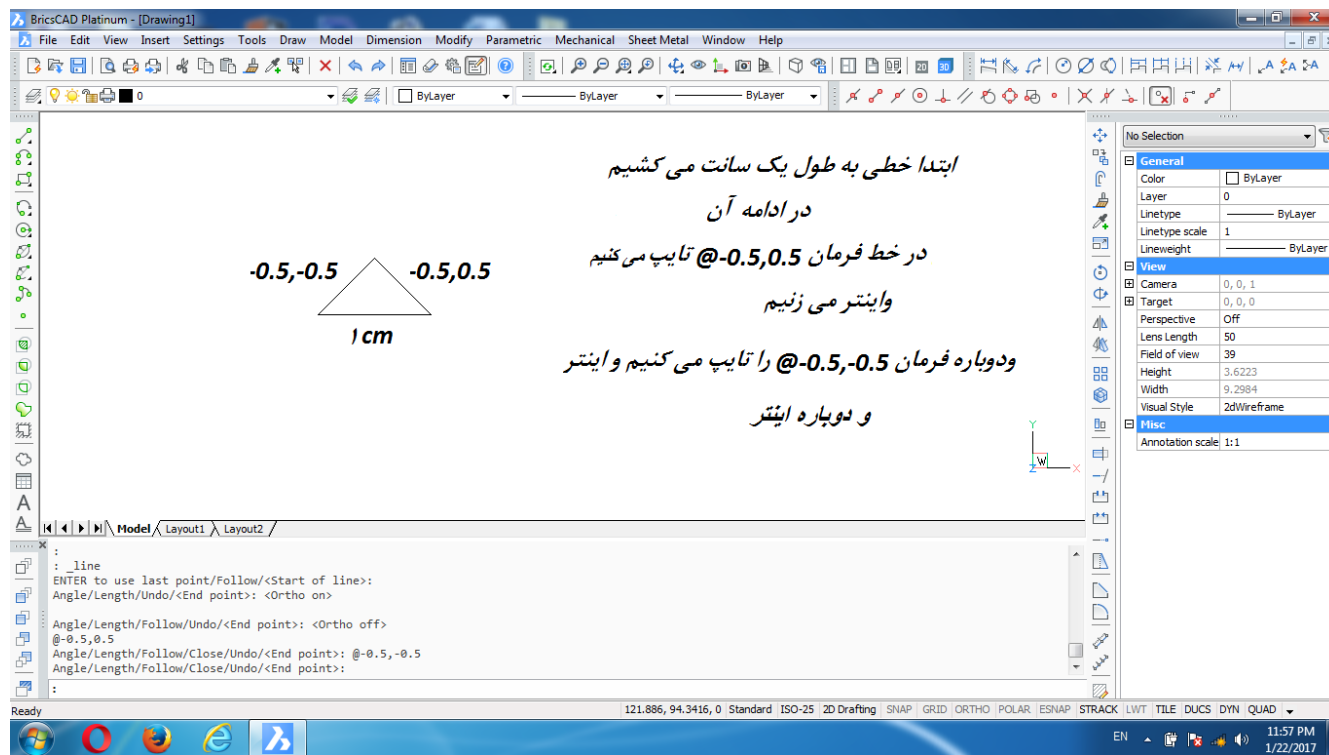 BricsCAD Platinum - [Drawing1]
File Edit View Insert Settings Tools Draw Model Dimension Modify Parametric Mechanical Sheet Metal Window Help
0 ByLayer ByLayer ByLayer
ابتدا خطی به طول یک سانت می کشیم
در ادامه آن
در خط فرمان @-0.5,0.5 تایپ می کنیم
واینتر می زنیم
ودوباره فرمان @-0.5,-0.5 را تایپ می کنیم و اینتر
و دوباره اینتر
-0.5,-0.5 -0.5,0.5
۱ cm
Y
W
Z X
No Selection
General
Color ByLayer
Layer 0
Linetype ByLayer
Linetype scale 1
Lineweight ByLayer
View
Camera 0, 0, 1
Target 0, 0, 0
Perspective Off
Lens Length 50
Field of view 39
Height 3.6223
Width 9.2984
Visual Style 2dWireframe
Misc
Annotation scale 1:1
Model Layout1 Layout2
:
: _line
ENTER to use last point/Follow/<Start of line>:
Angle/Length/Undo/<End point>: <Ortho on>
Angle/Length/Follow/Undo/<End point>: <Ortho off>
@-0.5,0.5
Angle/Length/Follow/Close/Undo/<End point>: @-0.5,-0.5
Angle/Length/Follow/Close/Undo/<End point>:
:
Ready 121.886, 94.3416, 0 Standard ISO-25 2D Drafting SNAP GRID ORTHO POLAR ESNAP STRACK LWT TILE DUCS DYN QUAD
EN 11:57 PM
1/22/2017